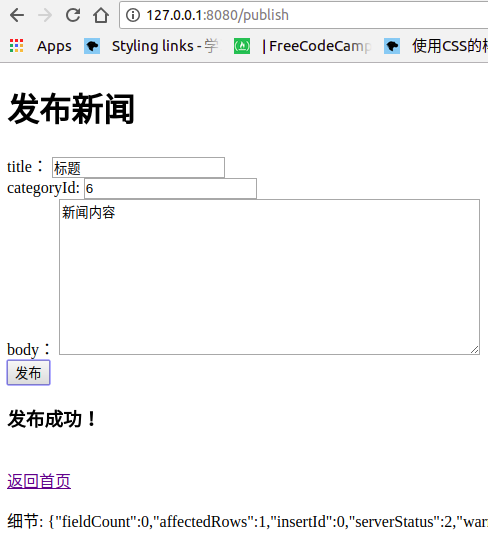 127.0.0.1:8080/publish
Apps Styling links - 学 | FreeCodeCamp 使用CSS的
发布新闻
title： 标题
categoryId: 6
新闻内容
body：
发布
发布成功！
返回首页
细节: {"fieldCount":0,"affectedRows":1,"insertId":0,"serverStatus":2,"war